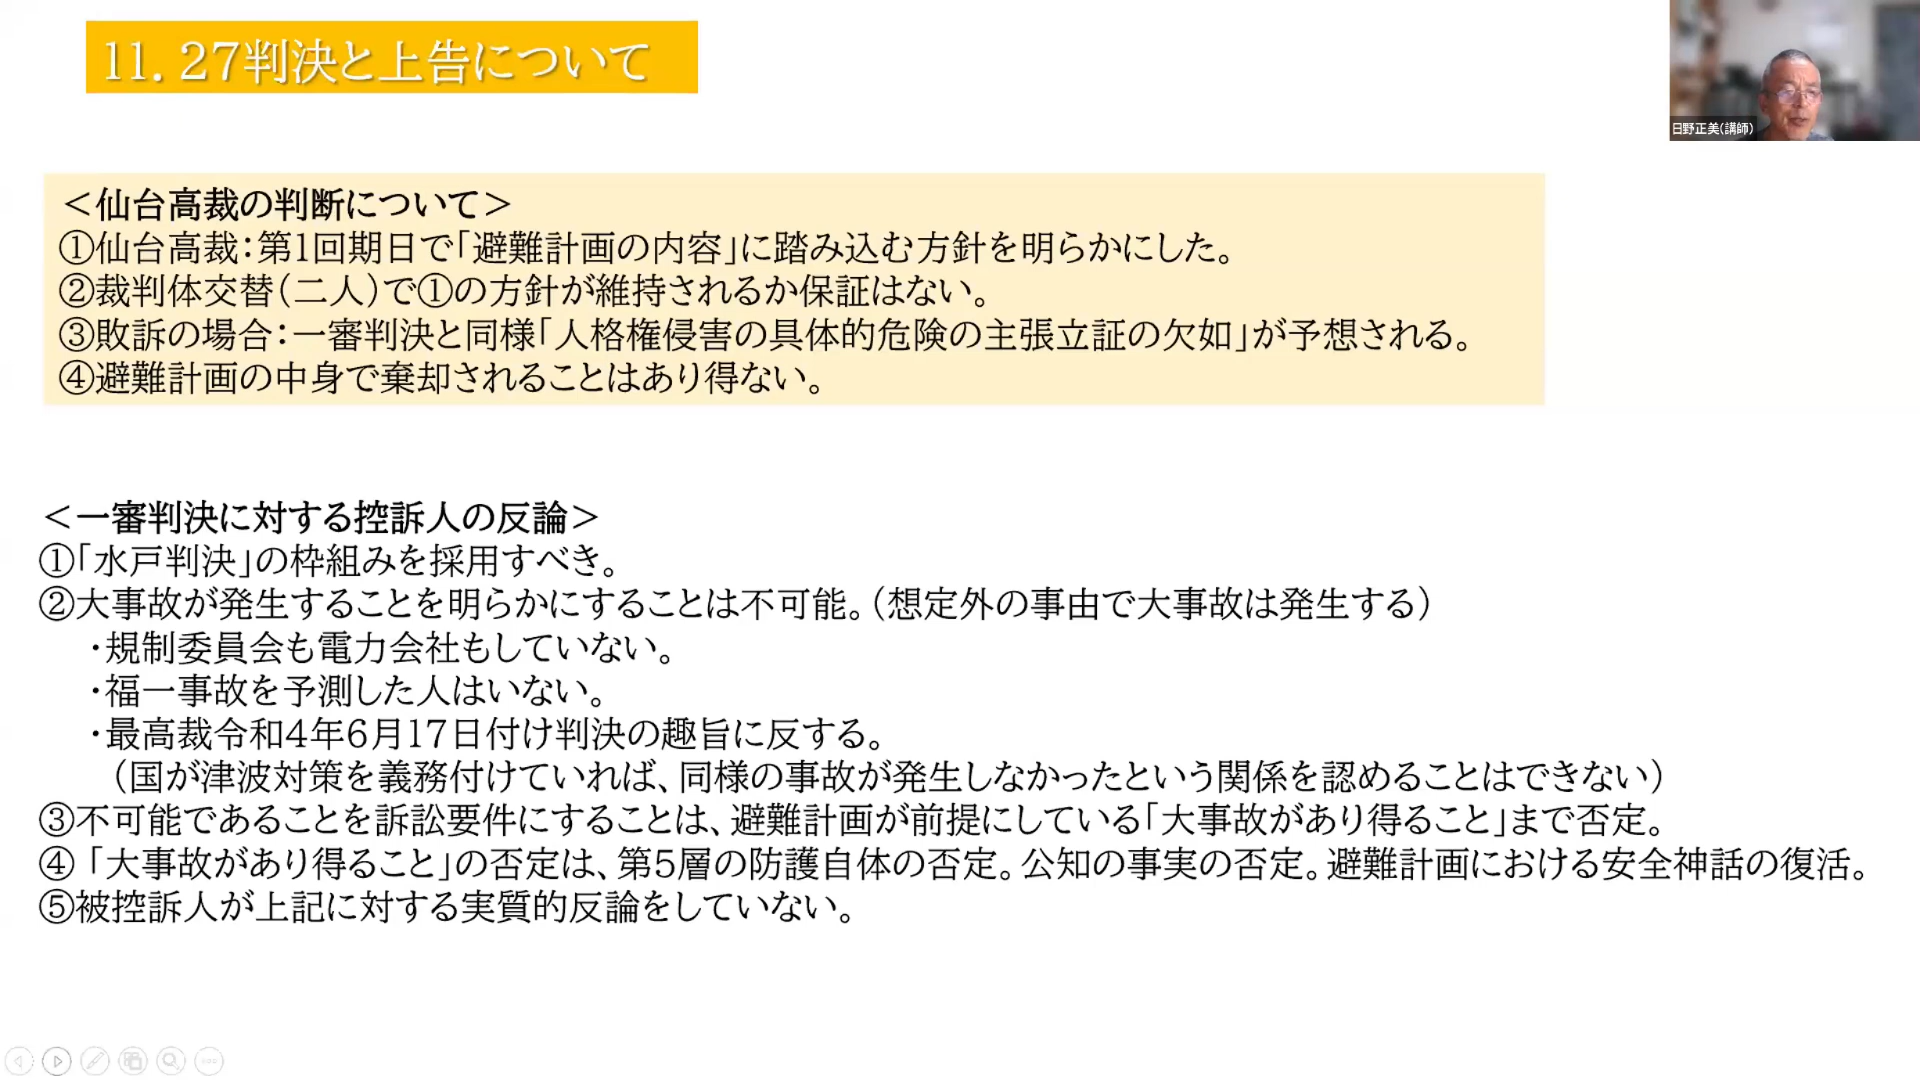 11．27判決と上告について
日野正美(講師)
＜仙台高裁の判断について＞
①仙台高裁：第1回期日で「避難計画の内容」に踏み込む方針を明らかにした。
②裁判体交替（二人）で①の方針が維持されるか保証はない。
③敗訴の場合：一審判決と同様「人格権侵害の具体的危険の主張立証の欠如」が予想される。
④避難計画の中身で棄却されることはあり得ない。
＜一審判決に対する控訴人の反論＞
①「水戸判決」の枠組みを採用すべき。
②大事故が発生することを明らかにすることは不可能。（想定外の事由で大事故は発生する）
・規制委員会も電力会社もしていない。
・福一事故を予測した人はいない。
・最高裁令和4年6月17日付け判決の趣旨に反する。
（国が津波対策を義務付けていれば、同様の事故が発生しなかったという関係を認めることはできない）
③不可能であることを訴訟要件にすることは、避難計画が前提にしている「大事故があり得ること」まで否定。
④「大事故があり得ること」の否定は、第5層の防護自体の否定。公知の事実の否定。避難計画における安全神話の復活。
⑤被控訴人が上記に対する実質的反論をしていない。